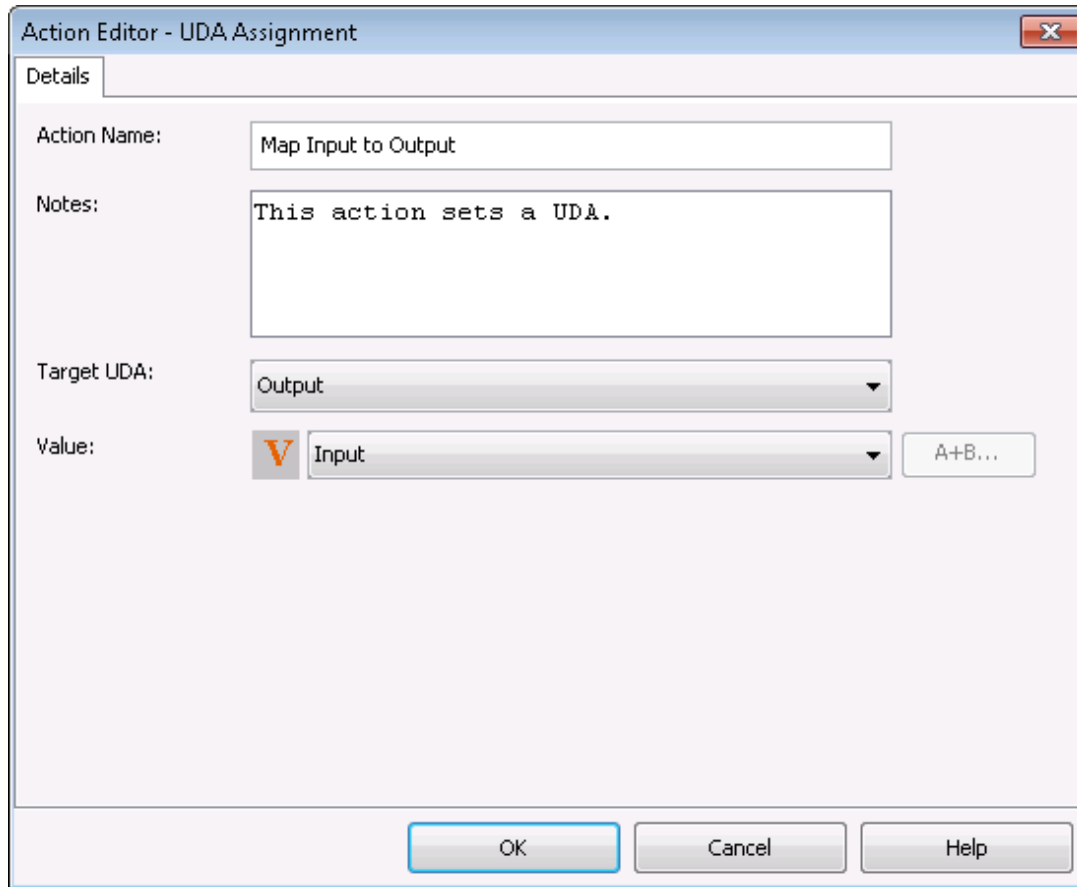 Action Editor - UDA Assignment
Details
Action Name: Map Input to Output
Notes: This action sets a UDA.
Target UDA: Output
Value: V Input A+B...
OK Cancel Help